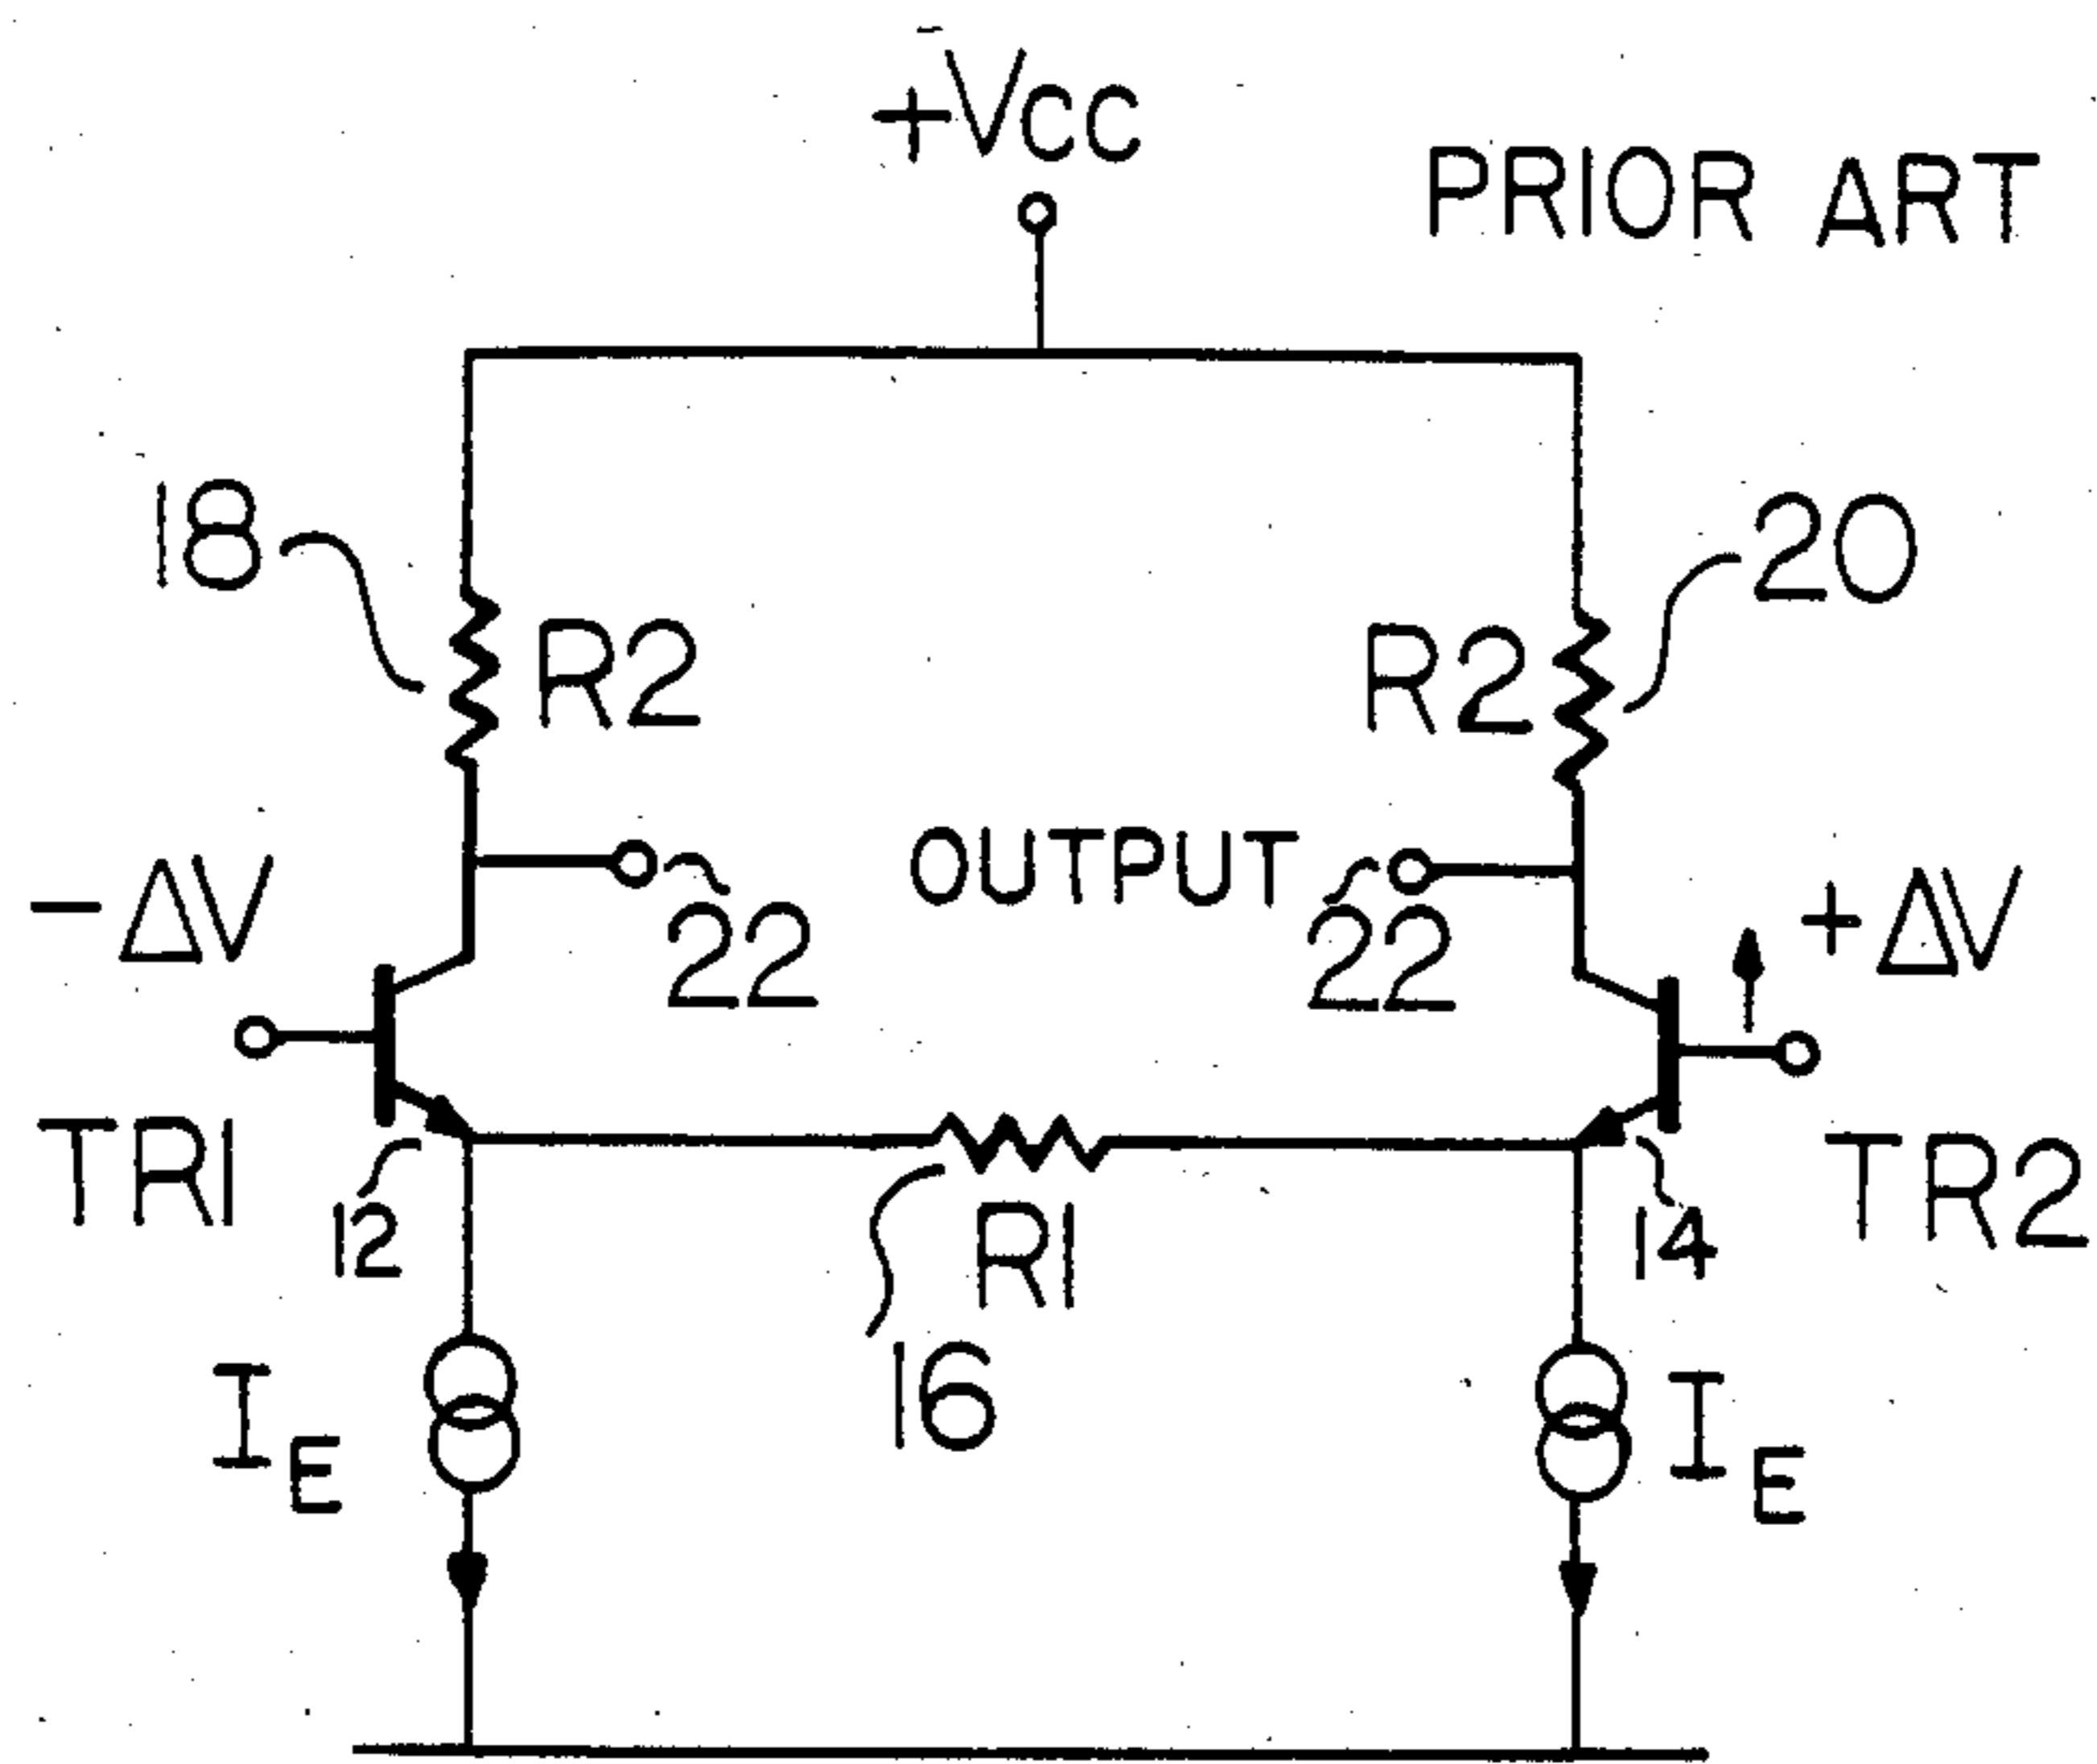 +Vcc
PRIOR ART
18
20
R2
R2
OUTPUT
-ΔV
+ΔV
22
22
TR1
TR2
12
14
R1
16
IE
IE